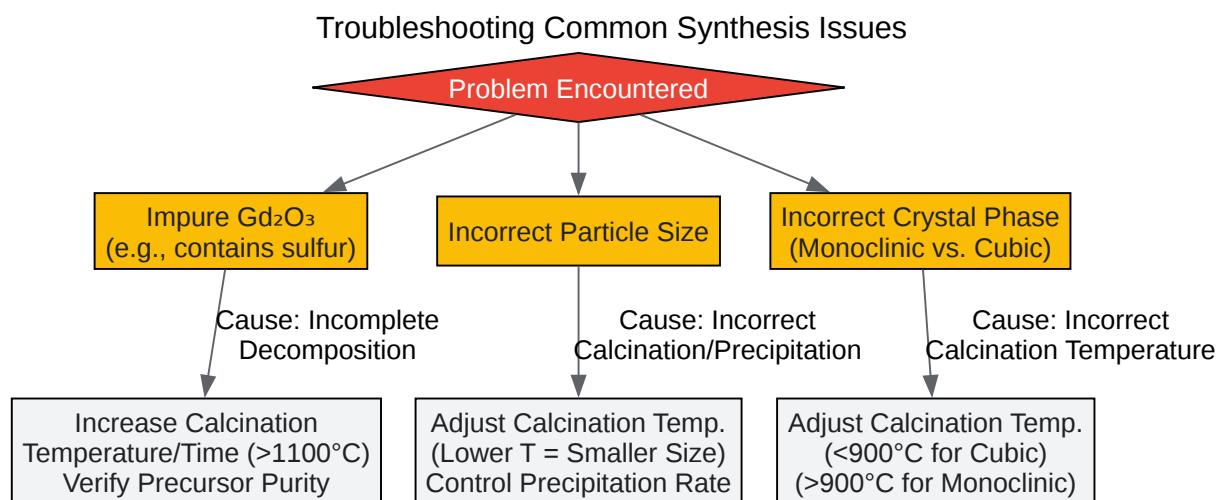 Troubleshooting Common Synthesis Issues
Problem Encountered
Impure Gd₂O₃
(e.g., contains sulfur)
Incorrect Particle Size
Incorrect Crystal Phase
(Monoclinic vs. Cubic)
Cause: Incomplete
Decomposition
Cause: Incorrect
Calcination/Precipitation
Cause: Incorrect
Calcination Temperature
Increase Calcination
Temperature/Time (>1100°C)
Verify Precursor Purity
Adjust Calcination Temp.
(Lower T = Smaller Size)
Control Precipitation Rate
Adjust Calcination Temp.
(<900°C for Cubic)
(>900°C for Monoclinic)